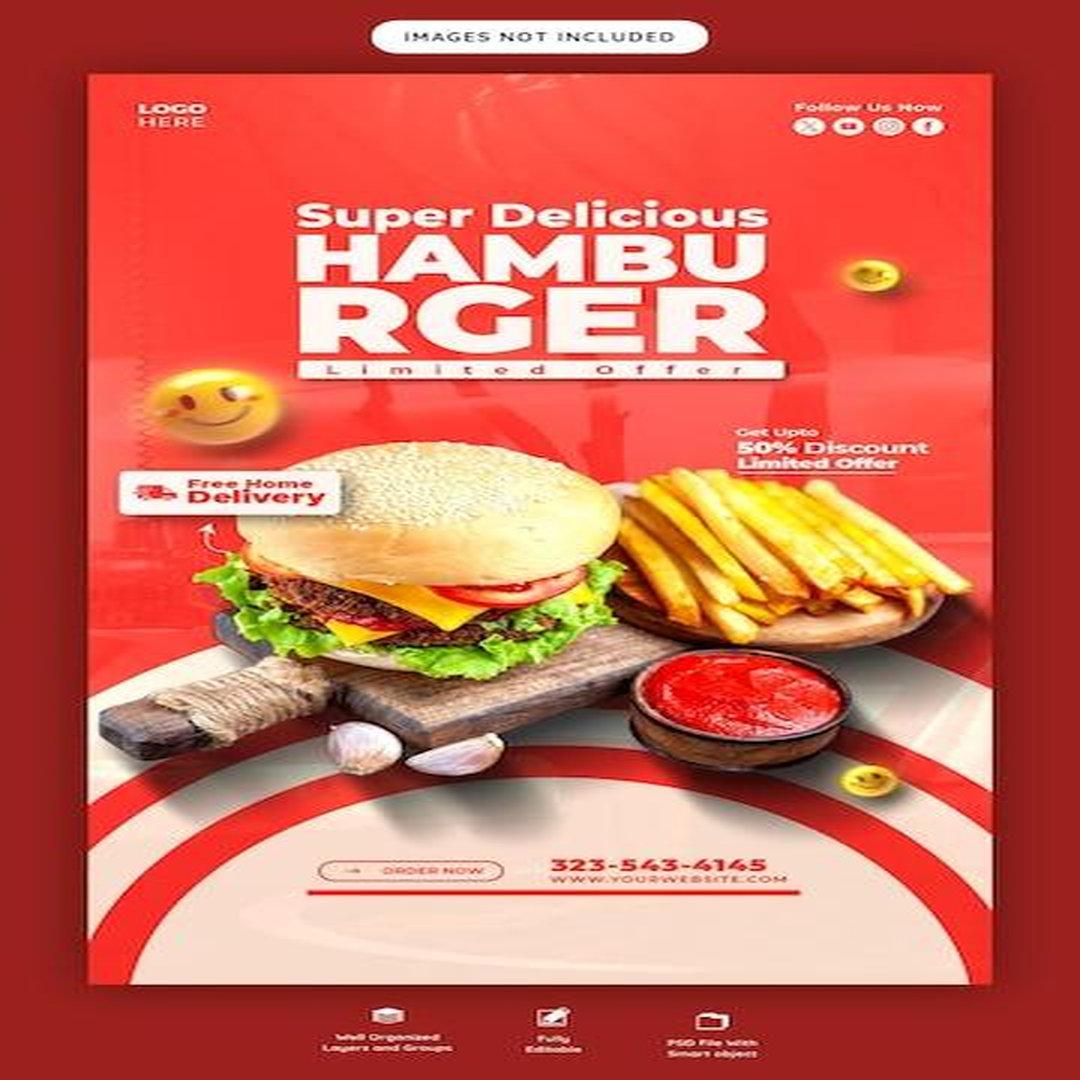 IMAGES NOT INCLUDED
LOGO
HERE
Follow Us Now
Super Delicious
HAMBU
RGER
Limited Offer
Get Upto
50% Discount
Limited Offer
Free Home
Delivery
ORDER NOW
323-543-4145
WWW.YOURWEBSITE.COM
Well Organized
Layers and Groups
Fully
Editable
PSD File With
Smart object